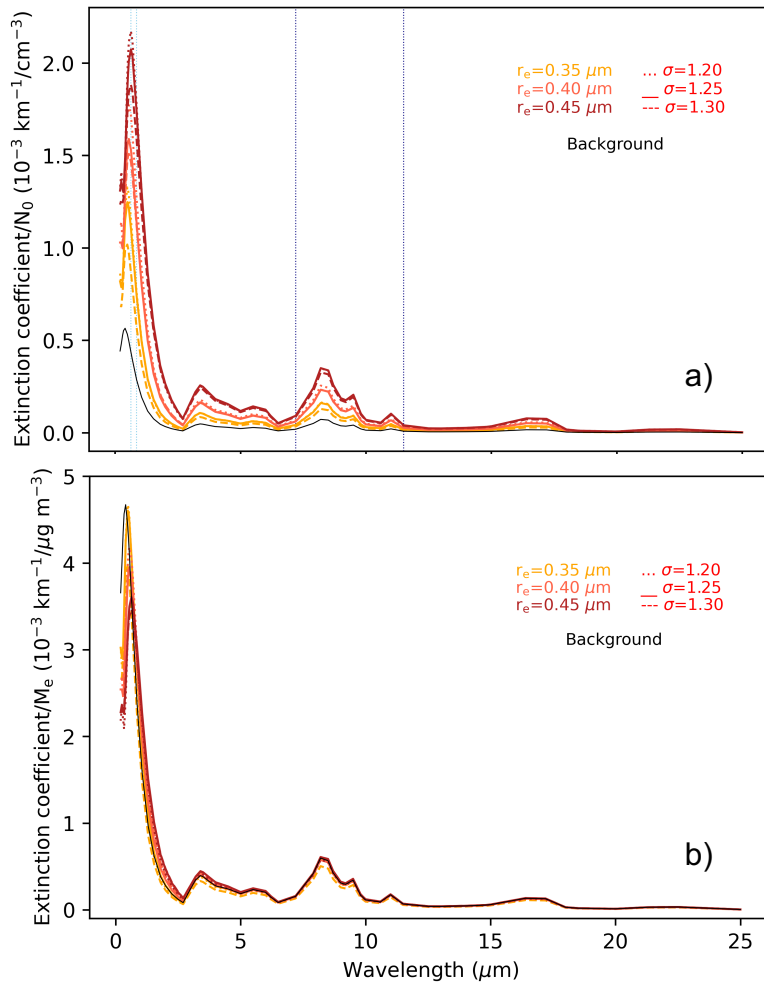 Extinction coefficient/N₀ (10⁻³ km⁻¹/cm⁻³)
2.0
1.5
1.0
0.5
0.0
rₑ=0.35 μm ... σ=1.20
rₑ=0.40 μm __ σ=1.25
rₑ=0.45 μm --- σ=1.30
Background
a)
Extinction coefficient/Mₑ (10⁻³ km⁻¹/μg m⁻³)
5
4
3
2
1
0
rₑ=0.35 μm ... σ=1.20
rₑ=0.40 μm __ σ=1.25
rₑ=0.45 μm --- σ=1.30
Background
b)
0 5 10 15 20 25
Wavelength (μm)